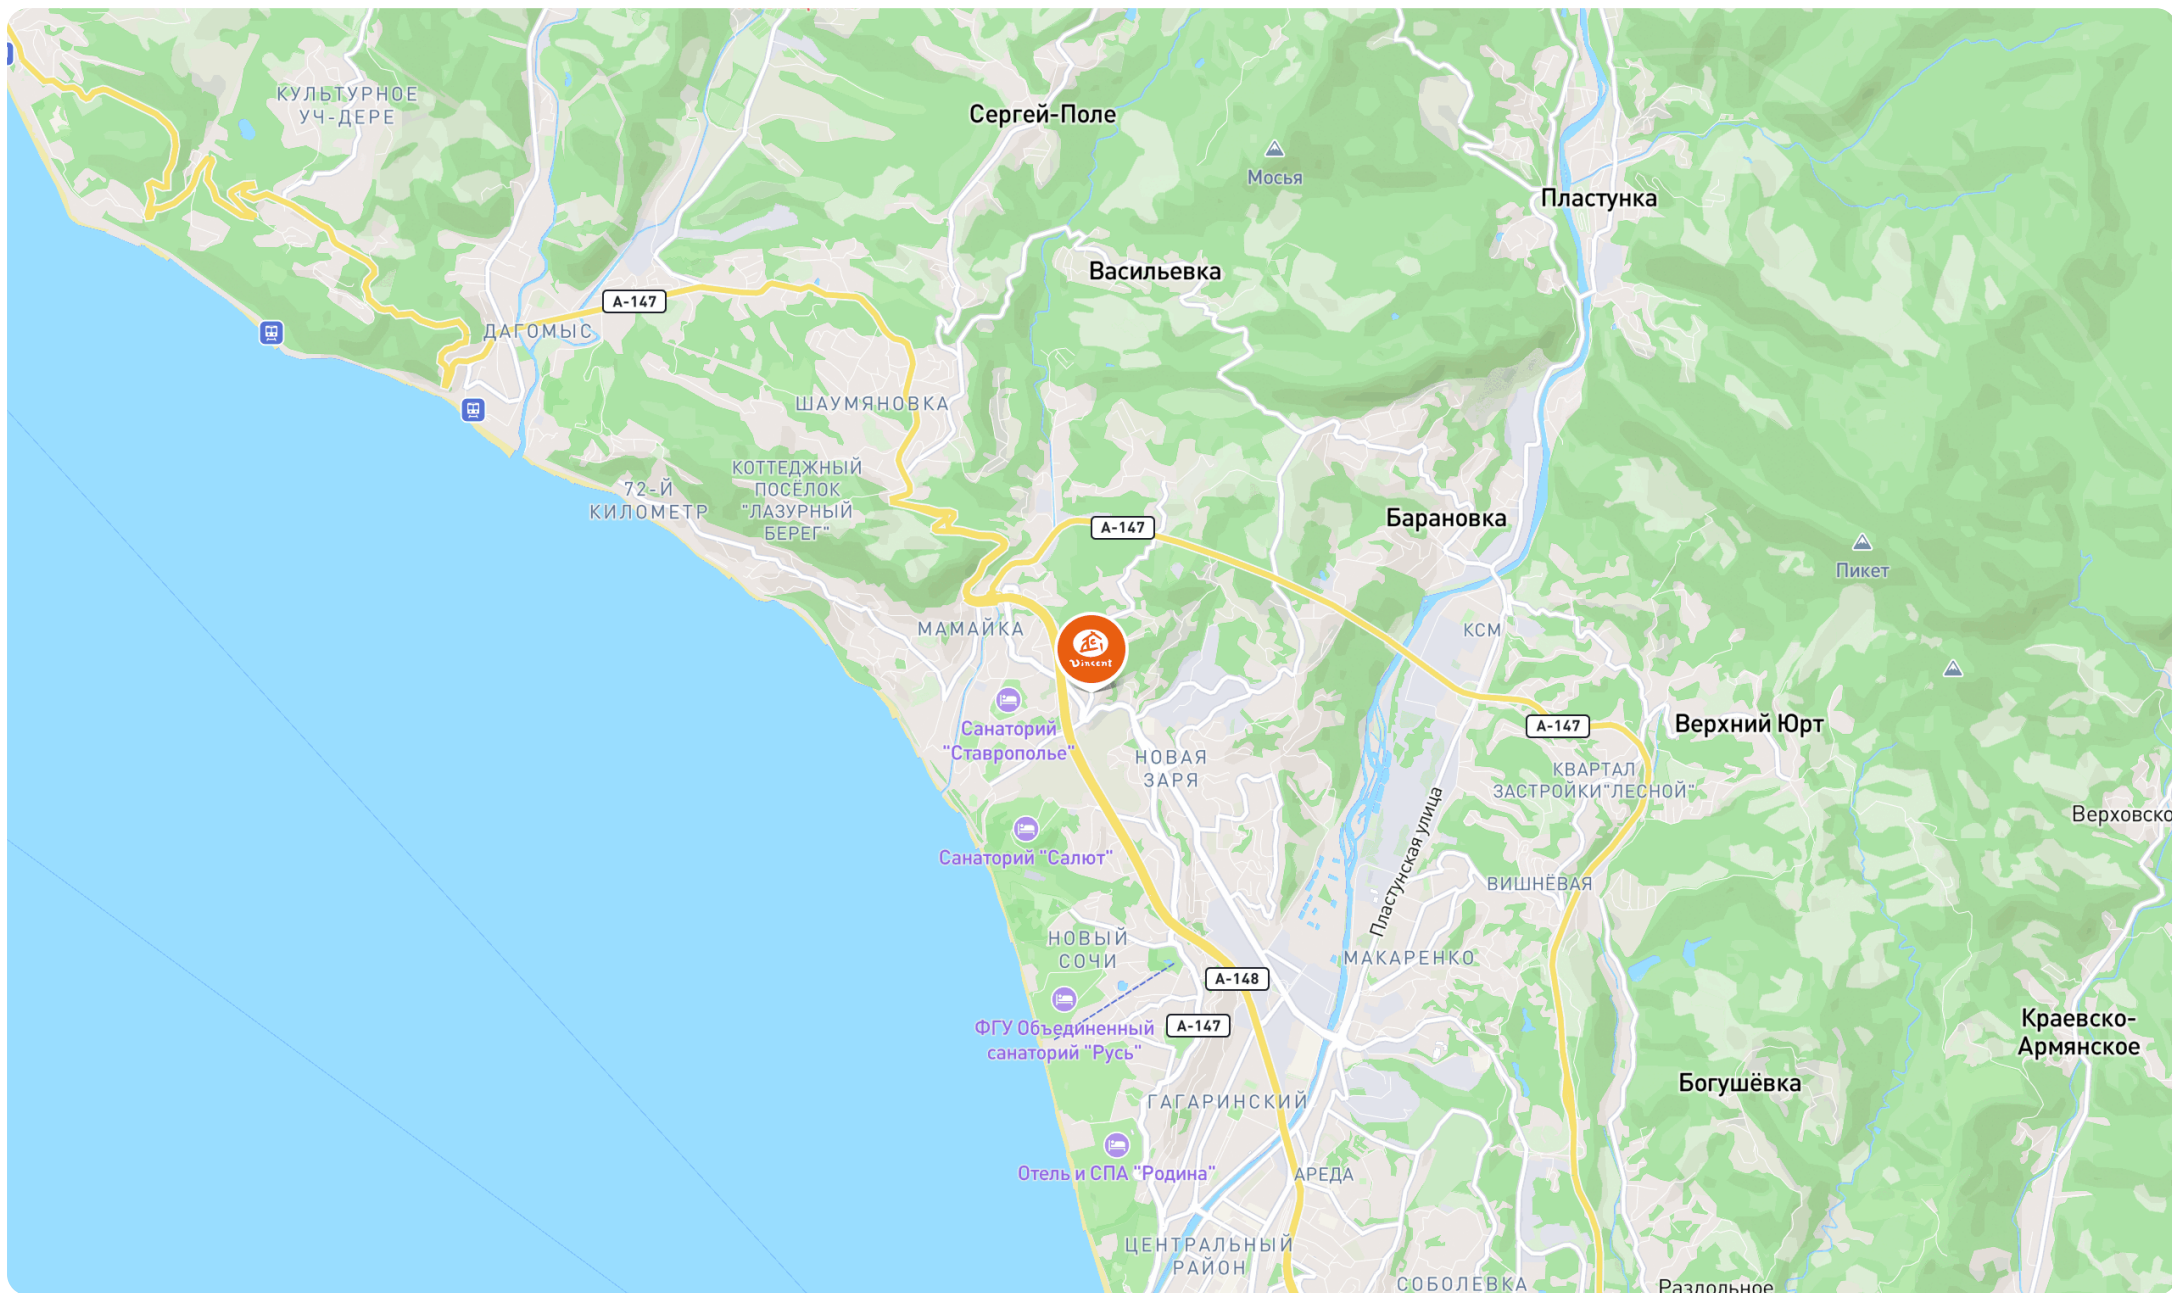 КУЛЬТУРНОЕ
УЧ-ДЕРЕ
Сергей-Поле
Мосья
Пластунка
Васильевка
А-147
ДАГОМЫС
ШАУМЯНОВКА
КОТТЕДЖНЫЙ
ПОСЁЛОК
"ЛАЗУРНЫЙ
БЕРЕГ"
72-Й
КИЛОМЕТР
А-147
Барановка
Пикет
МАМАЙКА
Vincent
КСМ
Санаторий
"Ставрополье"
НОВАЯ
ЗАРЯ
А-147
Верхний Юрт
КВАРТАЛ
ЗАСТРОЙКИ"ЛЕСНОЙ"
Верховско
Пластунская улица
Санаторий "Салют"
ВИШНЁВАЯ
НОВЫЙ
СОЧИ
МАКАРЕНКО
А-148
ФГУ Объединенный
санаторий "Русь"
А-147
Краевско-
Армянское
Богушёвка
ГАГАРИНСКИЙ
Отель и СПА "Родина"
АРЕДА
ЦЕНТРАЛЬНЫЙ
РАЙОН
СОБОЛЕВКА
Раздольное